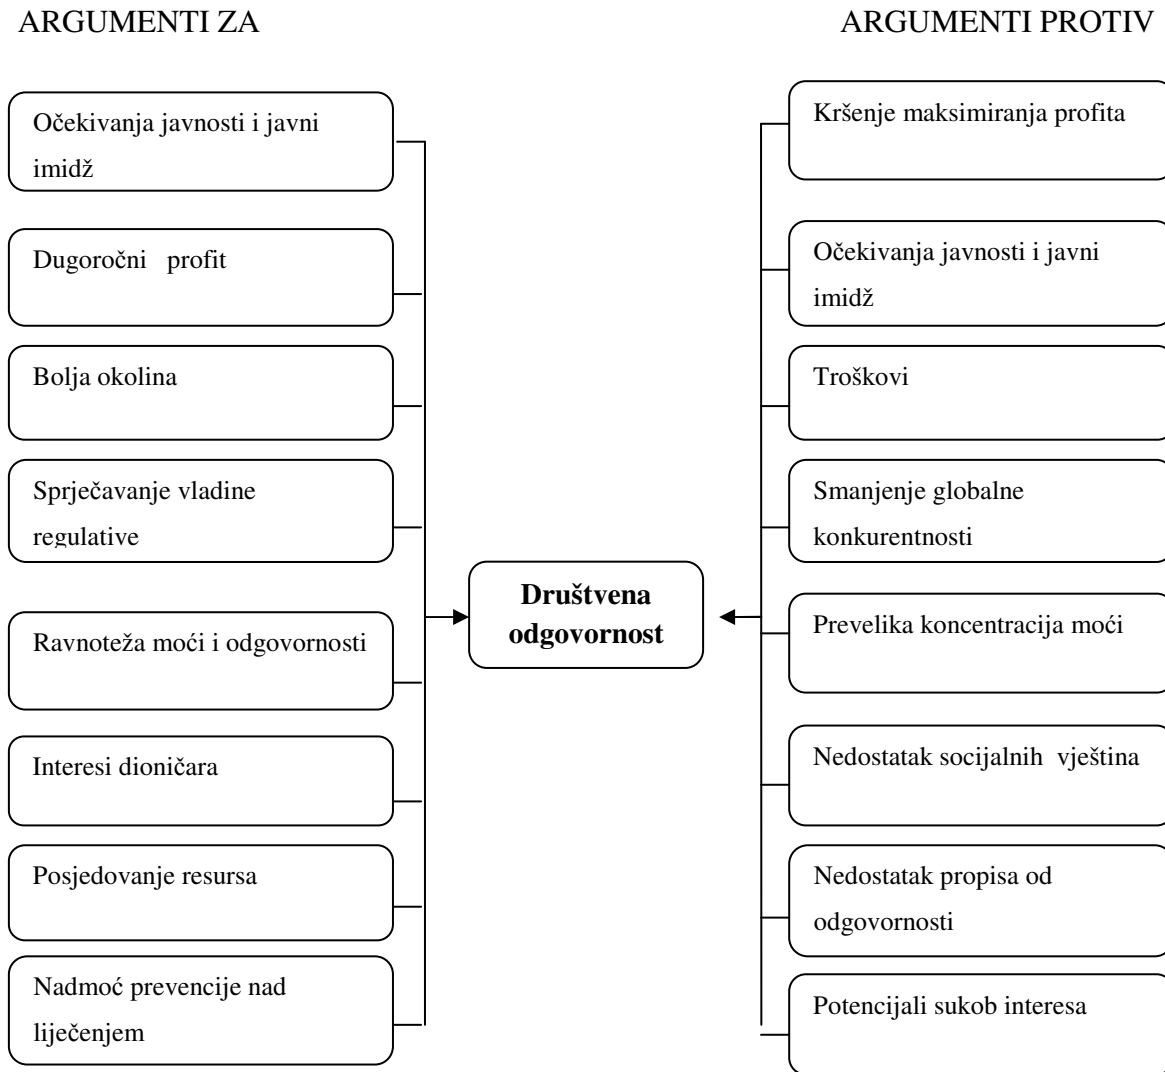 ARGUMENTI ZA
Očekivanja javnosti i javni
imidž
Dugoročni profit
Bolja okolina
Sprječavanje vladine
regulative
Ravnoteža moći i odgovornosti
Interesi dioničara
Posjedovanje resursa
Nadmoć prevencije nad
liječenjem
Društvena
odgovornost
ARGUMENTI PROTIV
Kršenje maksimiranja profita
Očekivanja javnosti i javni
imidž
Troškovi
Smanjenje globalne
konkurentnosti
Prevelika koncentracija moći
Nedostatak socijalnih vještina
Nedostatak propisa od
odgovornosti
Potencijali sukob interesa